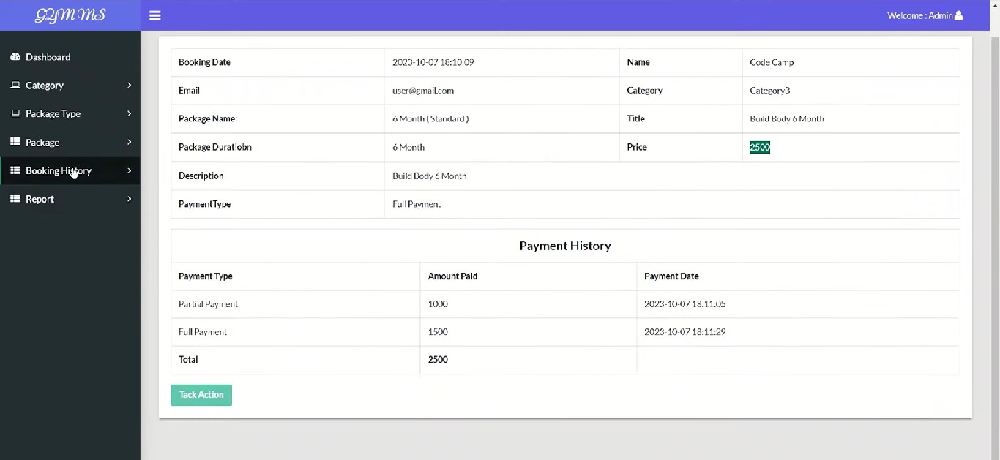 GYM MS
Welcome : Admin
Dashboard
Category
Package Type
Package
Booking History
Report
Booking Date 2023-10-07 18:10:09 Name Code Camp
Email user@gmail.com Category Category3
Package Name: 6 Month ( Standard ) Title Build Body 6 Month
Package Duratiobn 6 Month Price 2500
Description Build Body 6 Month
PaymentType Full Payment
Payment History
Payment Type Amount Paid Payment Date
Partial Payment 1000 2023-10-07 18:11:05
Full Payment 1500 2023-10-07 18:11:29
Total 2500
Tack Action